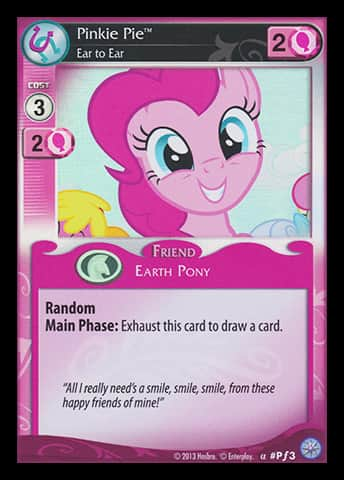 Pinkie Pie™
Ear to Ear
2
COST
3
2
FRIEND
EARTH PONY
Random
Main Phase: Exhaust this card to draw a card.
"All I really need's a smile, smile, smile, from these
happy friends of mine!"
© 2013 Hasbro. © Enterplay. α #Pƒ3